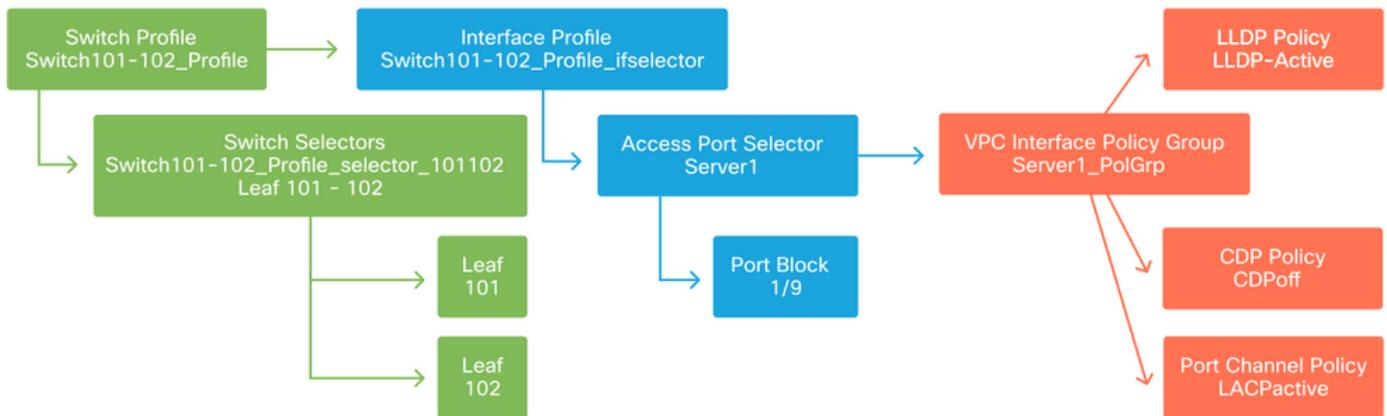 Switch Profile
Switch101-102_Profile
Interface Profile
Switch101-102_Profile_ifselector
LLDP Policy
LLDP-Active
Switch Selectors
Switch101-102_Profile_selector_101102
Leaf 101 - 102
Access Port Selector
Server1
VPC Interface Policy Group
Server1_PolGrp
Leaf
101
Port Block
1/9
CDP Policy
CDPoff
Leaf
102
Port Channel Policy
LACPactive